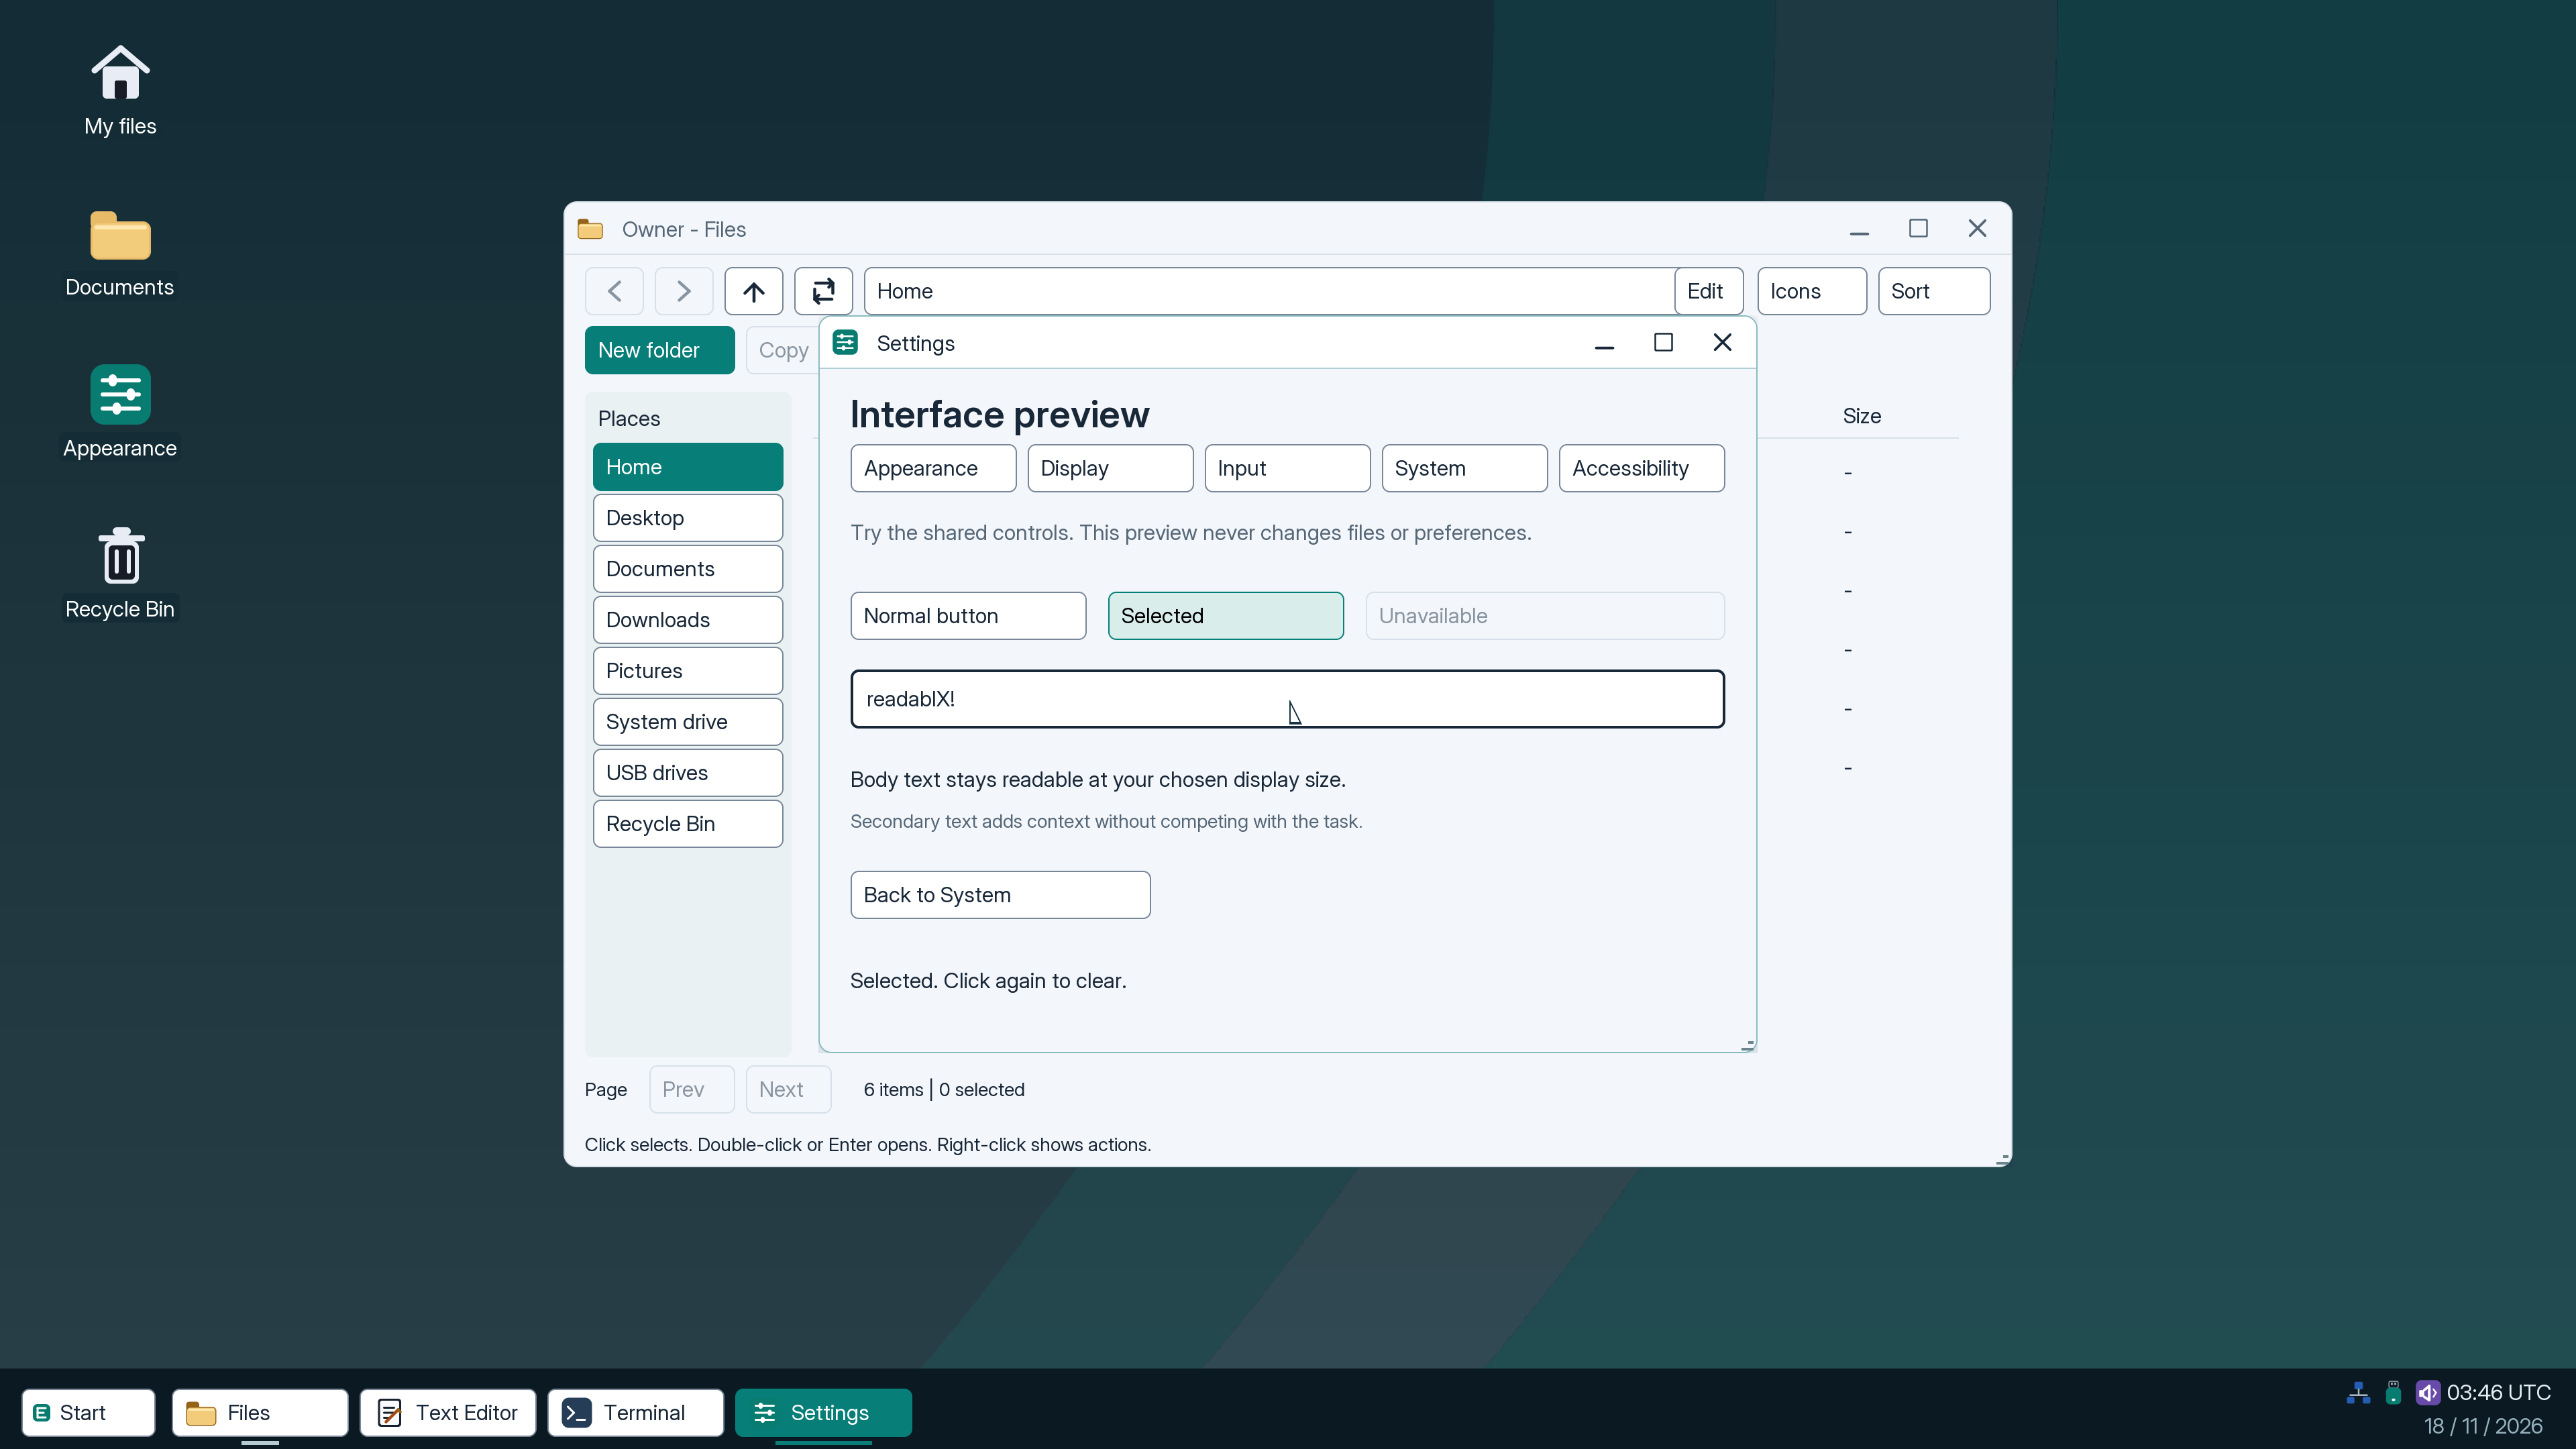 My files
Documents
Appearance
Recycle Bin
Owner - Files
Home
Edit
Icons
Sort
New folder
Copy
Places
Home
Desktop
Documents
Downloads
Pictures
System drive
USB drives
Recycle Bin
Size
-
-
-
-
-
-
Settings
Interface preview
Appearance
Display
Input
System
Accessibility
Try the shared controls. This preview never changes files or preferences.
Normal button
Selected
Unavailable
readablX!
Body text stays readable at your chosen display size.
Secondary text adds context without competing with the task.
Back to System
Selected. Click again to clear.
Page
Prev
Next
6 items | 0 selected
Click selects. Double-click or Enter opens. Right-click shows actions.
Start
Files
Text Editor
Terminal
Settings
03:46 UTC
18 / 11 / 2026